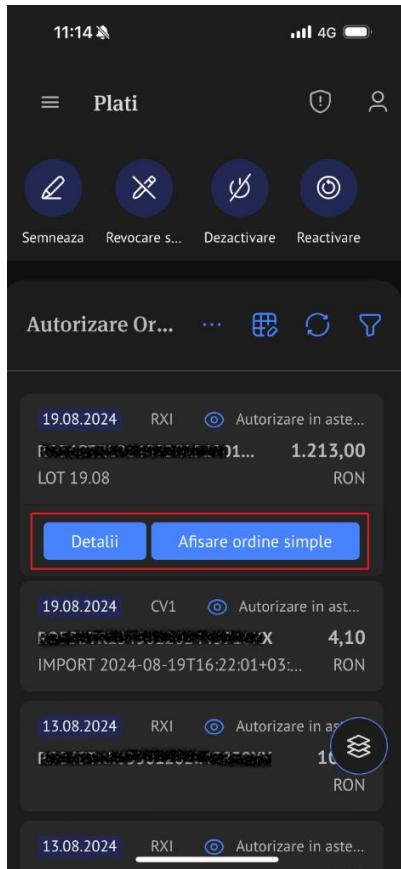 11:14 4G
Plati
Semneaza Revocare s... Dezactivare Reactivare
Autorizare Or... ...
19.08.2024 RXI Autorizare in aste...
1... 1.213,00
LOT 19.08 RON
Detalii Afisare ordine simple
19.08.2024 CV1 Autorizare in ast...
X 4,10
IMPORT 2024-08-19T16:22:01+03:... RON
13.08.2024 RXI Autorizare in
RON
13.08.2024 RXI Autorizare in aste...